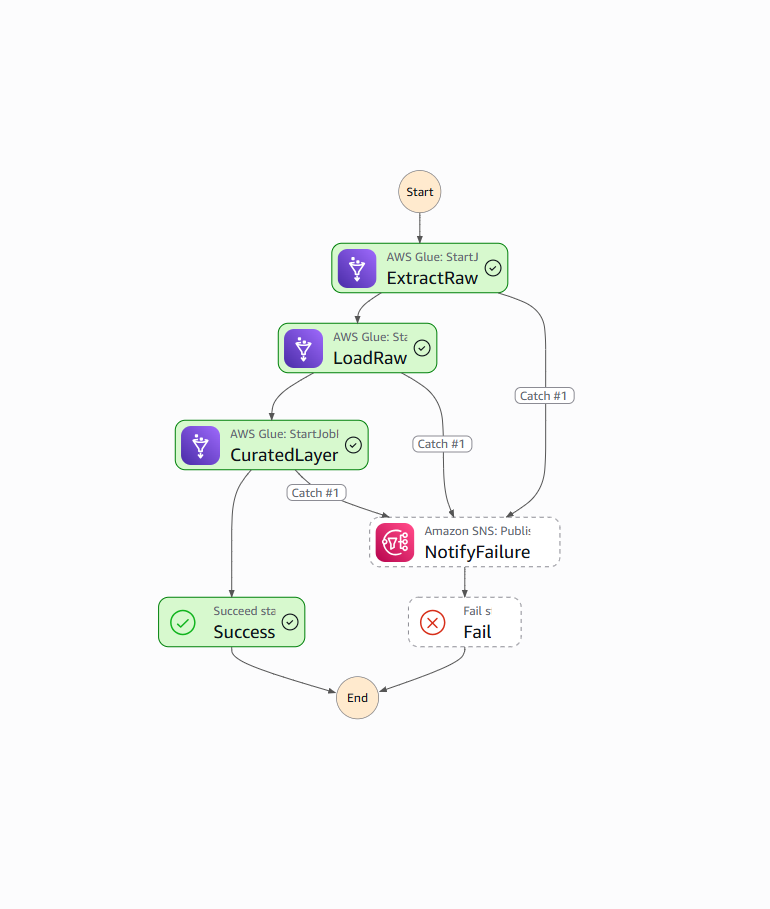 Start
AWS Glue: StartJ
ExtractRaw
AWS Glue: Sta
LoadRaw
Catch #1
AWS Glue: StartJobI
CuratedLayer
Catch #1
Catch #1
Amazon SNS: Publis
NotifyFailure
Succeed sta
Success
Fail s
Fail
End